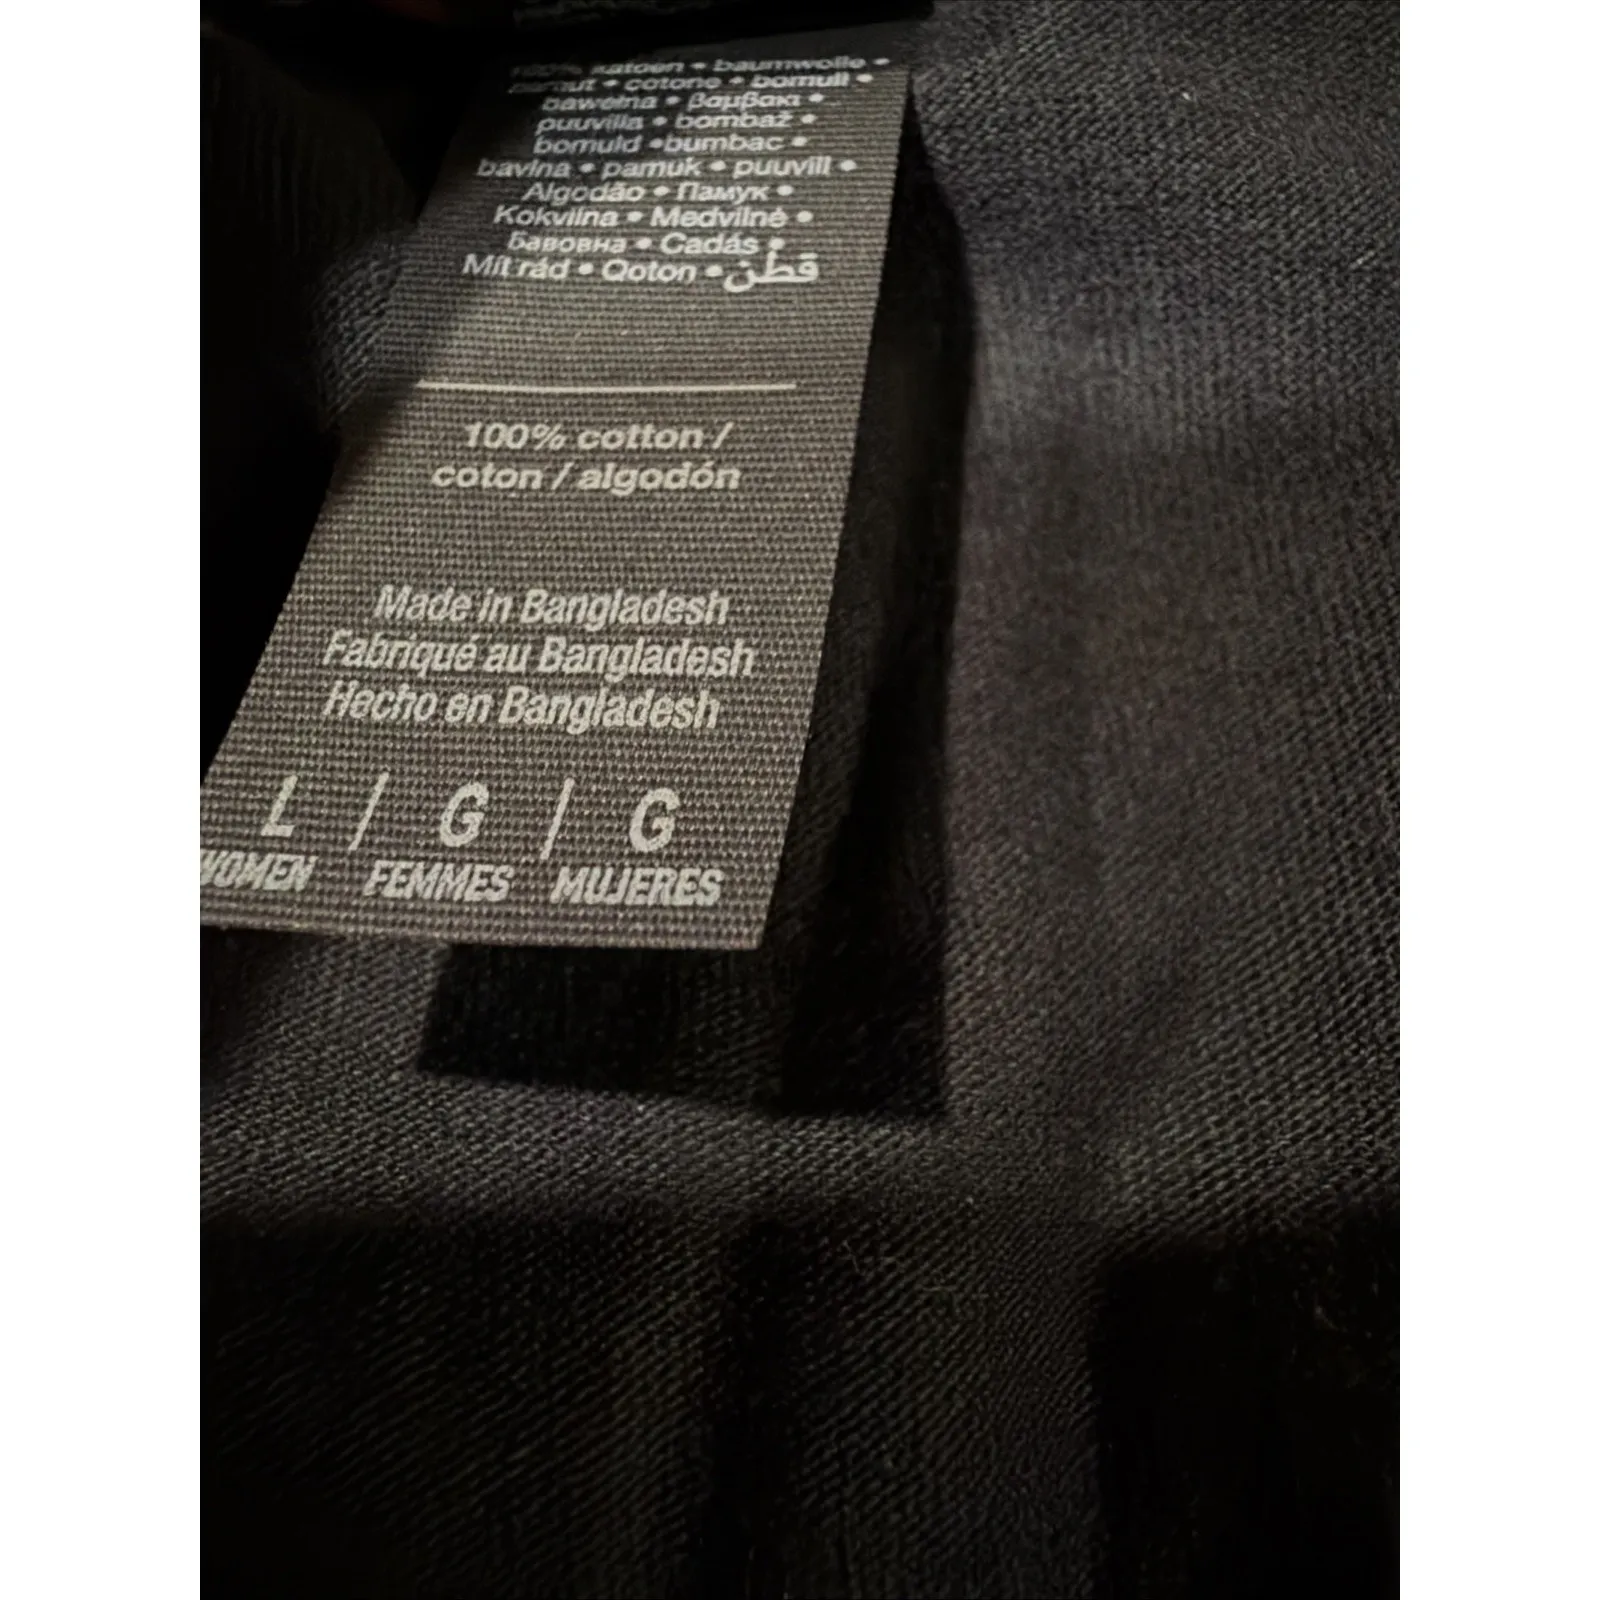 100% katoen • baumwolle •
pamut • cotone • bomull •
bawełna • βαμβακι •
puuvilla • bombaž •
bomuld •bumbac •
bavlna • pamuk • puuvill •
Algodão • Памук •
Kokvilna • Medvilnė •
Бавовна • Cadás •
Mít rád • Qoton • قطن
100% cotton /
coton / algodón
Made in Bangladesh
Fabriqué au Bangladesh
Hecho en Bangladesh
L / G / G
WOMEN FEMMES MUJERES